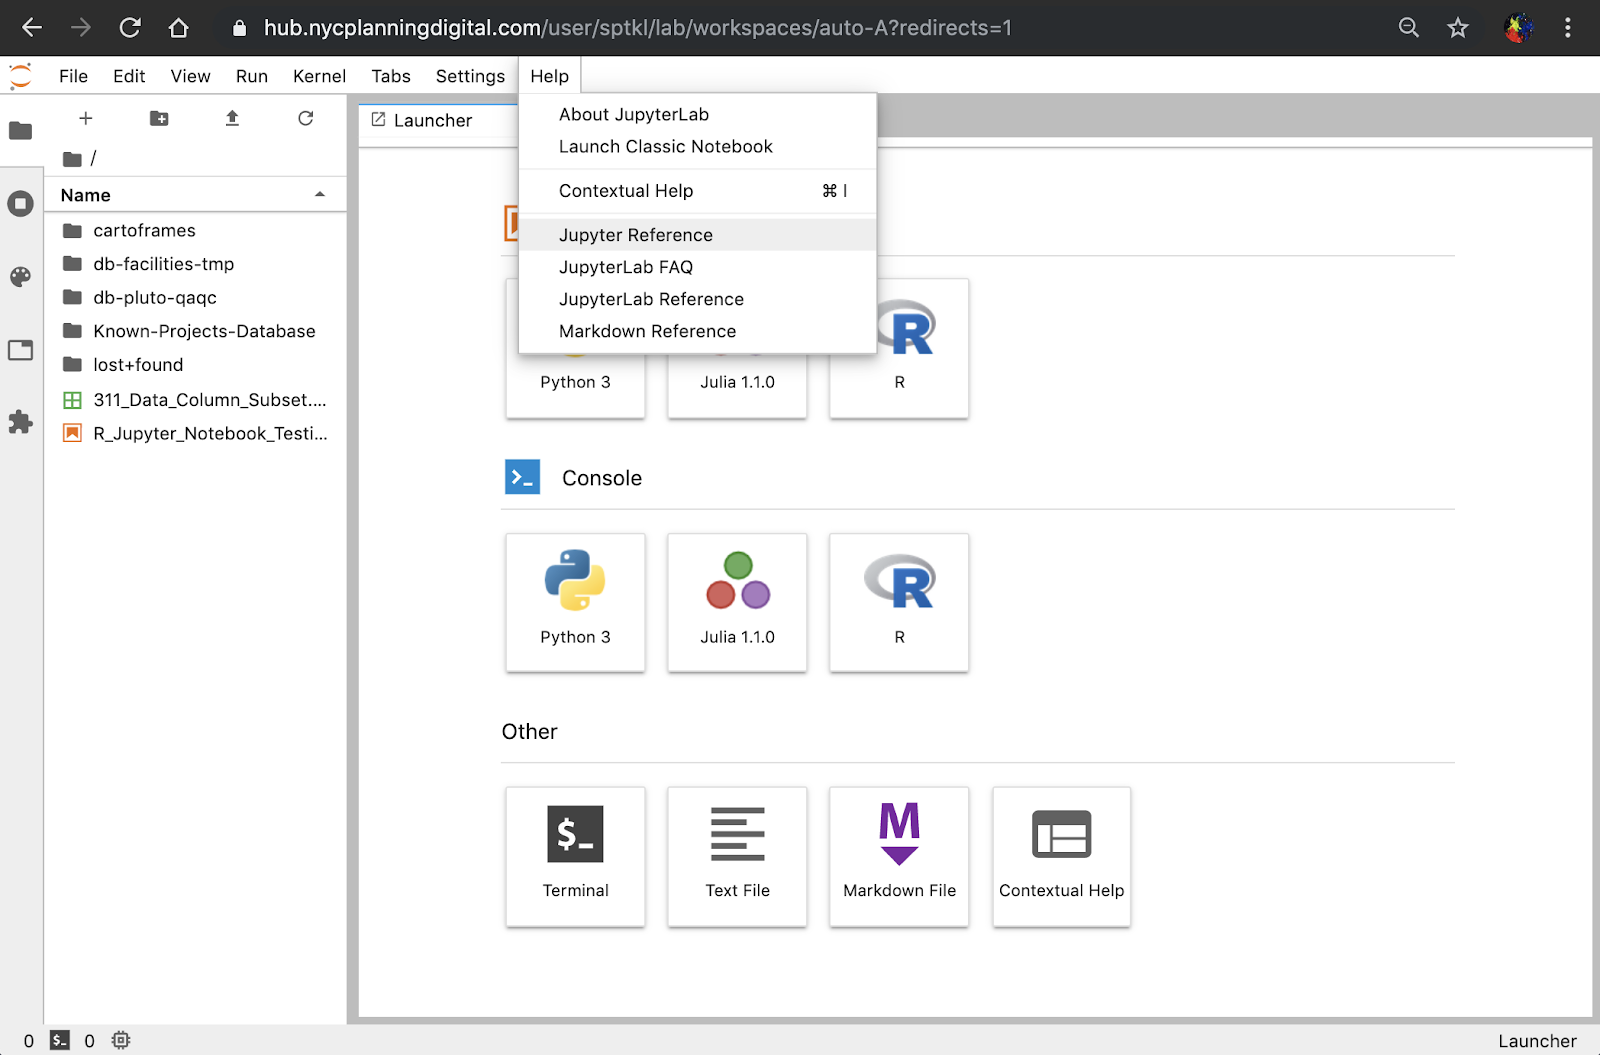 hub.nycplanningdigital.com/user/sptkl/lab/workspaces/auto-A?redirects=1
File Edit View Run Kernel Tabs Settings Help
About JupyterLab
Launch Classic Notebook
Contextual Help ⌘ I
Jupyter Reference
JupyterLab FAQ
JupyterLab Reference
Markdown Reference
/
Name
cartoframes
db-facilities-tmp
db-pluto-qaqc
Known-Projects-Database
lost+found
311_Data_Column_Subset....
R_Jupyter_Notebook_Testi...
Launcher
Python 3
Julia 1.1.0
R
R
>_ Console
Python 3
Julia 1.1.0
R
R
Other
$_
Terminal
Text File
M
Markdown File
Contextual Help
0 $_ 0
Launcher